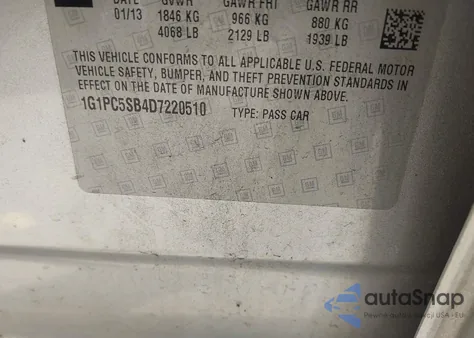 DATE GVWR GAWR FRT GAWR RR
01/13 1846 KG 966 KG 880 KG
4068 LB 2129 LB 1939 LB
THIS VEHICLE CONFORMS TO ALL APPLICABLE U.S. FEDERAL MOTOR
VEHICLE SAFETY, BUMPER, AND THEFT PREVENTION STANDARDS IN
EFFECT ON THE DATE OF MANUFACTURE SHOWN ABOVE.
1G1PC5SB4D7220510 TYPE: PASS CAR
autaSnap